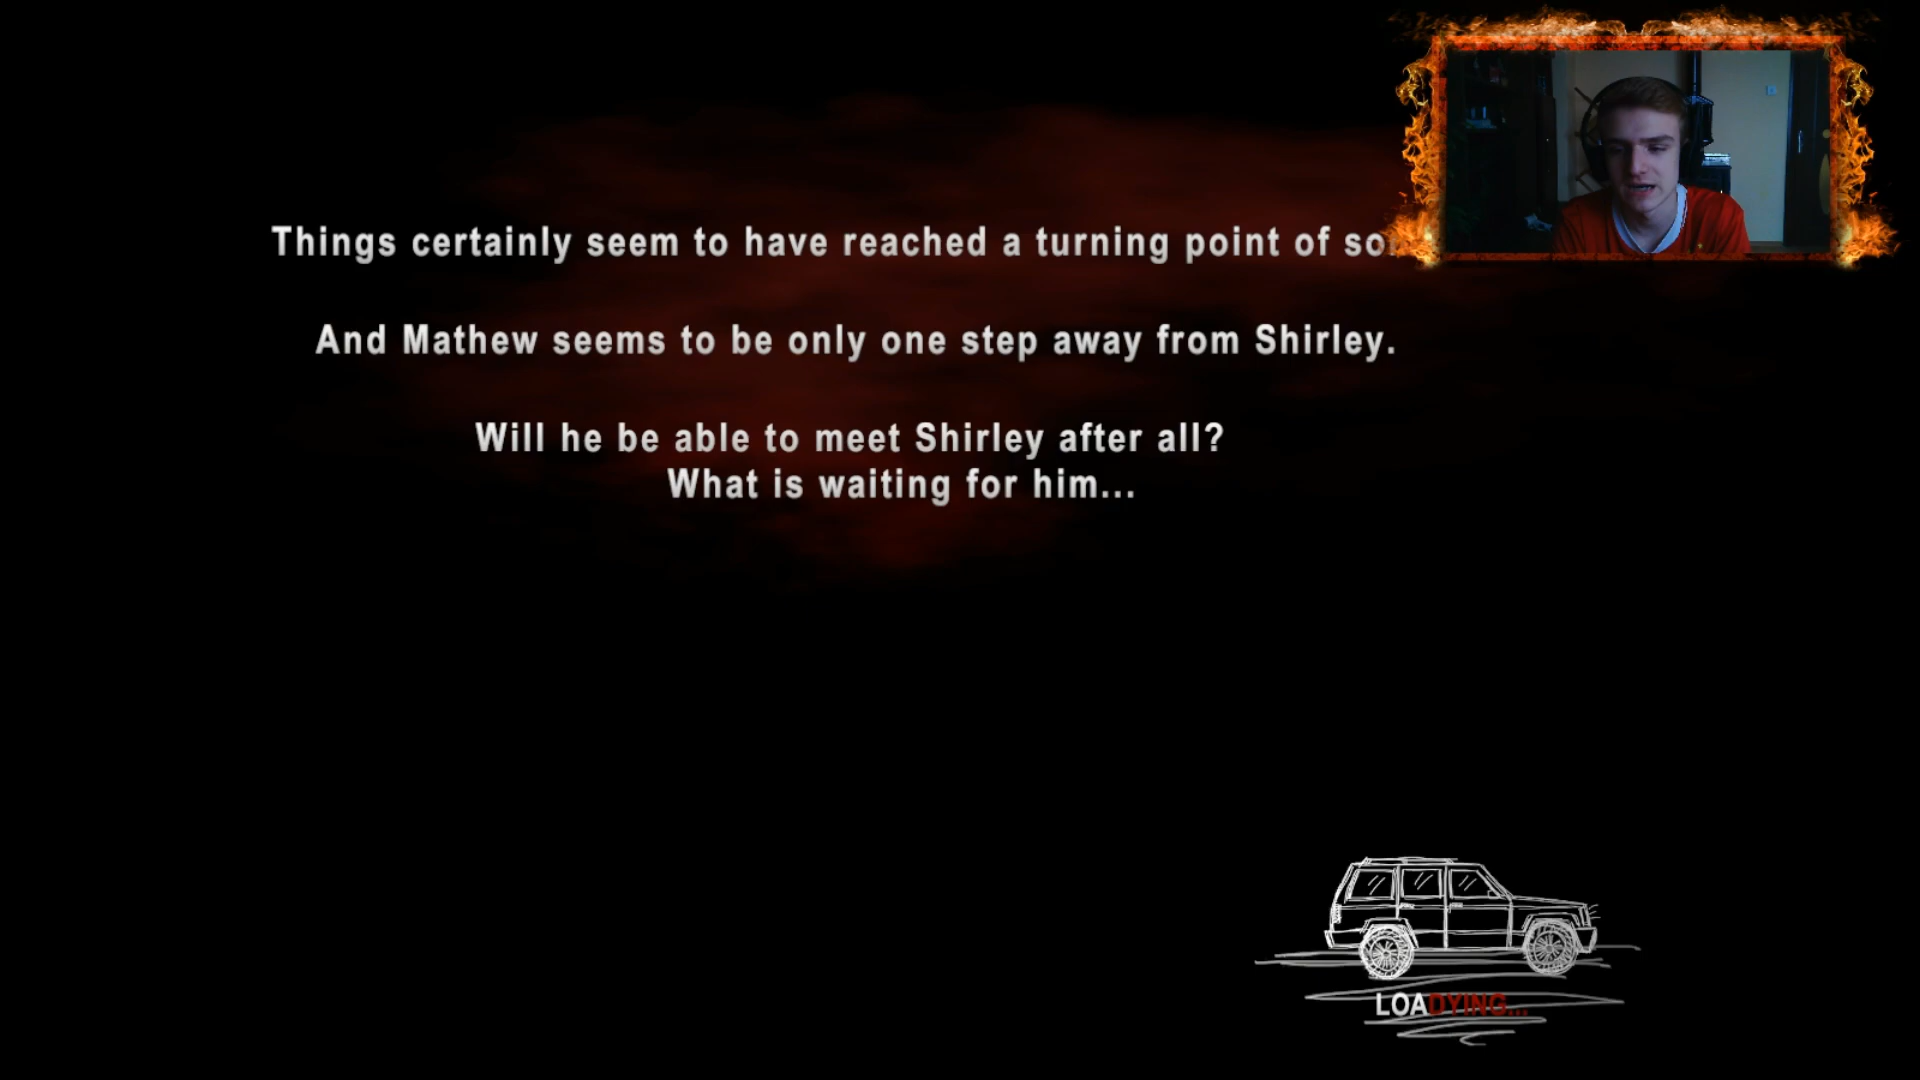 Things certainly seem to have reached a turning point of
And Mathew seems to be only one step away from Shirley.
Will he be able to meet Shirley after all?
What is waiting for him...
LOADYING...